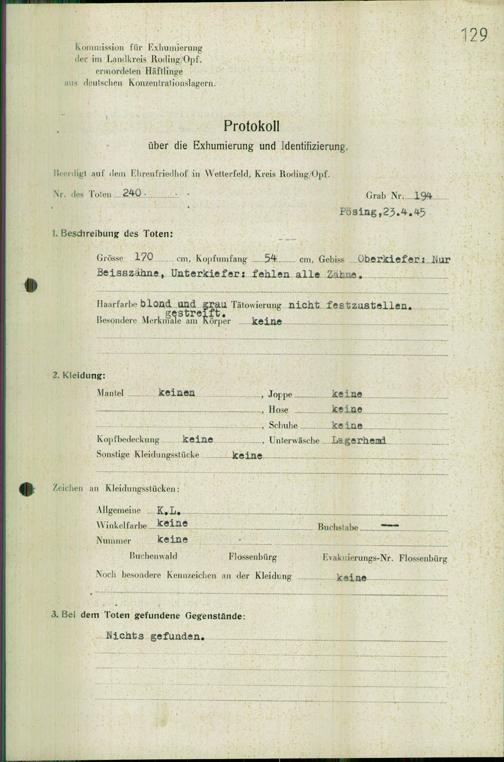 129
Kommission für Exhumierung
der im Landkreis Roding/Opf.
ermordeten Häftlinge
aus deutschen Konzentrationslagern.
Protokoll
über die Exhumierung und Identifizierung.
Beerdigt auf dem Ehrenfriedhof in Wetterfeld, Kreis Roding/Opf.
Nr. des Toten 240 Grab Nr. 194
Pösing,23.4.45
1. Beschreibung des Toten:
Grösse 170 cm, Kopfumfang 54 cm, Gebiss Oberkiefer: Nur
Beisszähne, Unterkiefer: fehlen alle Zähne.
Haarfarbe blond und grau Tätowierung nicht festzustellen.
gestreift.
Besondere Merkmale am Körper keine
2. Kleidung:
Mantel keinen , Joppe keine
, Hose keine
, Schuhe keine
Kopfbedeckung keine , Unterwäsche Lagerhemd
Sonstige Kleidungsstücke keine
Zeichen an Kleidungsstücken:
Allgemeine K.L.
Winkelfarbe keine Buchstabe —
Nummer keine
Buchenwald Flossenbürg Evakuierungs-Nr. Flossenbürg
Noch besondere Kennzeichen an der Kleidung keine
3. Bei dem Toten gefundene Gegenstände:
Nichts gefunden.